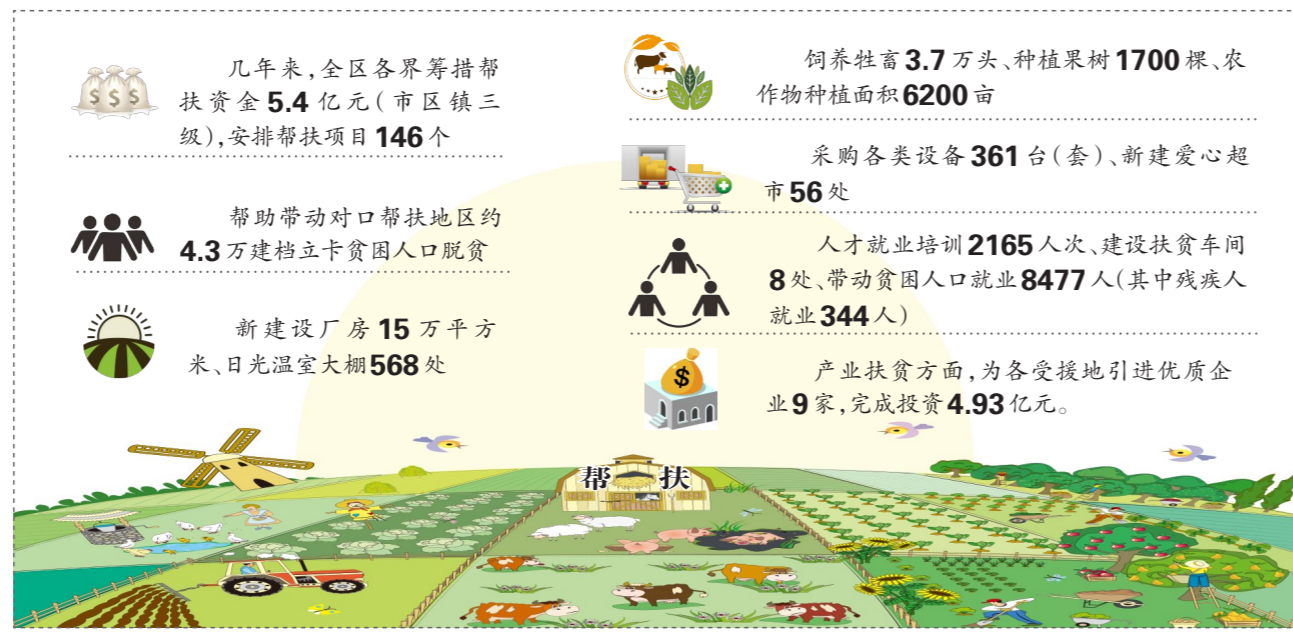 几年来,全区各界筹措帮
扶资金5.4亿元(市区镇三
级),安排帮扶项目146个
帮助带动对口帮扶地区约
4.3万建档立卡贫困人口脱贫
新建设厂房15万平方
米、日光温室大棚568处
饲养牲畜3.7万头、种植果树1700棵、农
作物种植面积6200亩
采购各类设备361台(套)、新建爱心超
市56处
人才就业培训2165人次、建设扶贫车间
8处、带动贫困人口就业8477人(其中残疾人
就业344人)
产业扶贫方面,为各受援地引进优质企
业9家,完成投资4.93亿元。
帮扶